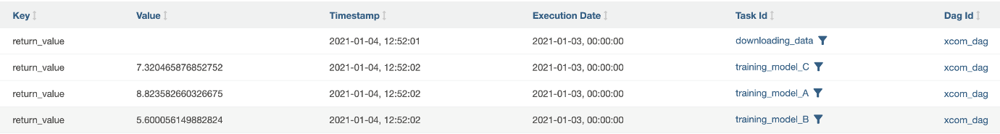 Key Value Timestamp Execution Date Task Id Dag Id
return_value 2021-01-04, 12:52:01 2021-01-03, 00:00:00 downloading_data xcom_dag
return_value 7.320465876852752 2021-01-04, 12:52:02 2021-01-03, 00:00:00 training_model_C xcom_dag
return_value 8.823582660326675 2021-01-04, 12:52:02 2021-01-03, 00:00:00 training_model_A xcom_dag
return_value 5.600056149882824 2021-01-04, 12:52:02 2021-01-03, 00:00:00 training_model_B xcom_dag